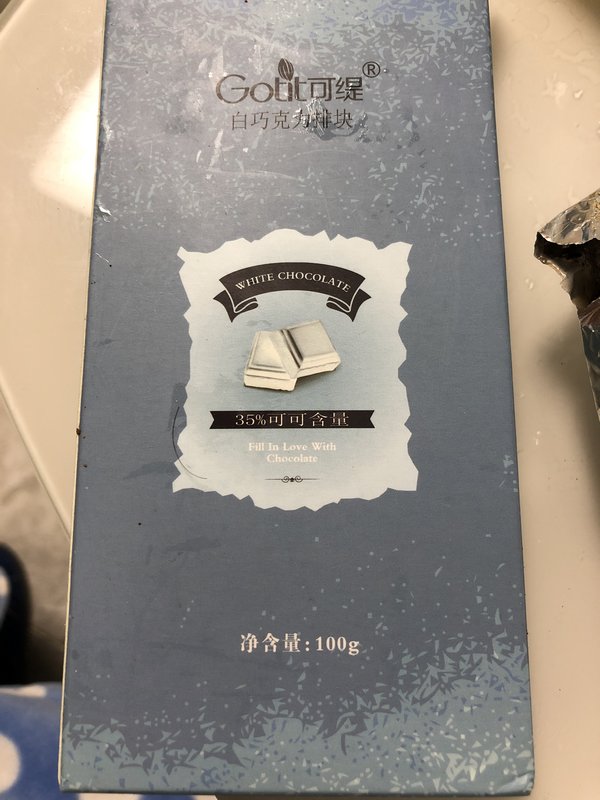 Gotit可缇®
白巧克力排块
WHITE CHOCOLATE
35%可可含量
Fill In Love With
Chocolate
净含量:100g